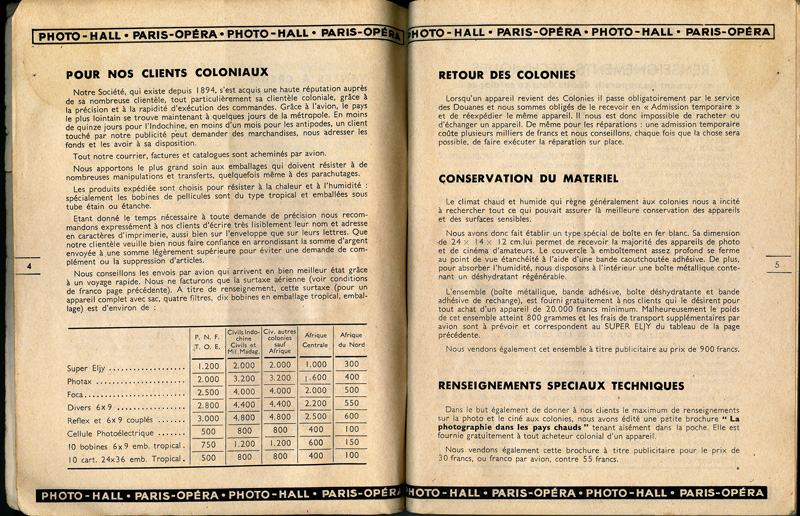 PHOTO-HALL • PARIS-OPÉRA • PHOTO-HALL • PARIS-OPÉRA
POUR NOS CLIENTS COLONIAUX
Notre Société, qui existe depuis 1894, s'est acquis une haute réputation auprès
de sa nombreuse clientèle, tout particulièrement sa clientèle coloniale, grâce à
la précision et à la rapidité d'exécution des commandes. Grâce à l'avion, le pays
le plus lointain se trouve maintenant à quelques jours de la métropole. En moins
de quinze jours pour l'Indochine, en moins d'un mois pour les antipodes, un client
touché par notre publicité peut demander des marchandises, nous adresser les
fonds et les avoir à sa disposition.
Tout notre courrier, factures et catalogues sont acheminés par avion.
Nous apportons le plus grand soin aux emballages qui doivent résister à de
nombreuses manipulations et transferts, quelquefois même à des parachutages.
Les produits expédiés sont choisis pour résister à la chaleur et à l'humidité :
spécialement les bobines de pellicules sont du type tropical et emballées sous
tube étain ou étanche.
Etant donné le temps nécessaire à toute demande de précision nous recom-
mandons expressément à nos clients d'écrire très lisiblement leur nom et adresse
en caractères d'imprimerie, aussi bien sur l'enveloppe que sur leurs lettres. Que
notre clientèle veuille bien nous faire confiance en arrondissant la somme d'argent
envoyée à une somme légèrement supérieure pour éviter une demande de com-
plément ou la suppression d'articles.
Nous conseillons les envois par avion qui arrivent en bien meilleur état grâce
à un voyage rapide. Nous ne facturons que la surtaxe aérienne (voir conditions
de franco page précédente). A titre de renseignement, cette surtaxe (pour un
appareil complet avec sac, quatre filtres, dix bobines en emballage tropical, embal-
lage) est d'environ de :
P. N. F. T. O. E. Civils Indo-chine Civils et Mil. Madag. Civ. autres colonies sauf Afrique Afrique Centrale Afrique du Nord
Super Eljy 1.200 2.000 2.000 1.000 300
Photax 2.000 3.200 3.200 1.600 400
Foca 2.500 4.000 4.000 2.000 500
Divers 6x9 2.800 4.400 4.400 2.200 550
Reflex et 6x9 couplés 3.000 4.800 4.800 2.500 600
Cellule Photoélectrique 500 800 800 400 100
10 bobines 6x9 emb. tropical. 750 1.200 1.200 600 150
10 cart. 24x36 emb. Tropical. 500 800 800 400 100
4
PHOTO-HALL • PARIS-OPÉRA • PHOTO-HALL • PARIS-OPÉRA
PHOTO-HALL • PARIS-OPÉRA • PHOTO-HALL • PARIS-OPÉRA
RETOUR DES COLONIES
Lorsqu'un appareil revient des Colonies il passe obligatoirement par le service
des Douanes et nous sommes obligés de le recevoir en « Admission temporaire »
et de réexpédier le même appareil. Il nous est donc impossible de racheter ou
d'échanger un appareil. De même pour les réparations : une admission temporaire
coûte plusieurs milliers de francs et nous conseillons, chaque fois que la chose sera
possible, de faire exécuter la réparation sur place.
CONSERVATION DU MATERIEL
Le climat chaud et humide qui règne généralement aux colonies nous a incité
à rechercher tout ce qui pouvait assurer la meilleure conservation des appareils
et des surfaces sensibles.
Nous avons donc fait établir un type spécial de boîte en fer blanc. Sa dimension
de 24 × 14 × 12 cm. lui permet de recevoir la majorité des appareils de photo
et de cinéma d'amateurs. Le couvercle à emboîtement assez profond se ferme
au point de vue étanchéité à l'aide d'une bande caoutchoutée adhésive. De plus,
pour absorber l'humidité, nous disposons à l'intérieure une boîte métallique conte-
nant un déshydratant régénérable.
L'ensemble (boîte métallique, bande adhésive, boîte déshydratante et bande
adhésive de rechange), est fourni gratuitement à nos clients qui le désirent pour
tout achat d'un appareil de 20.000 francs minimum. Malheureusement le poids
de cet ensemble atteint 800 grammes et les frais de transport supplémentaires par
avion sont à prévoir et correspondent au SUPER ELJY du tableau de la page
précédente.
Nous vendons également cet ensemble à titre publicitaire au prix de 900 francs.
RENSEIGNEMENTS SPECIAUX TECHNIQUES
Dans le but également de donner à nos clients le maximum de renseignements
sur la photo et le ciné aux colonies, nous avons édité une petite brochure " La
photographie dans les pays chauds " tenant aisément dans la poche. Elle est
fournie gratuitement à tout acheteur colonial d'un appareil.
Nous vendons également cette brochure à titre publicitaire pour le prix de
30 francs, ou franco par avion, contre 55 francs.
5
PHOTO-HALL • PARIS-OPÉRA • PHOTO-HALL • PARIS-OPÉRA